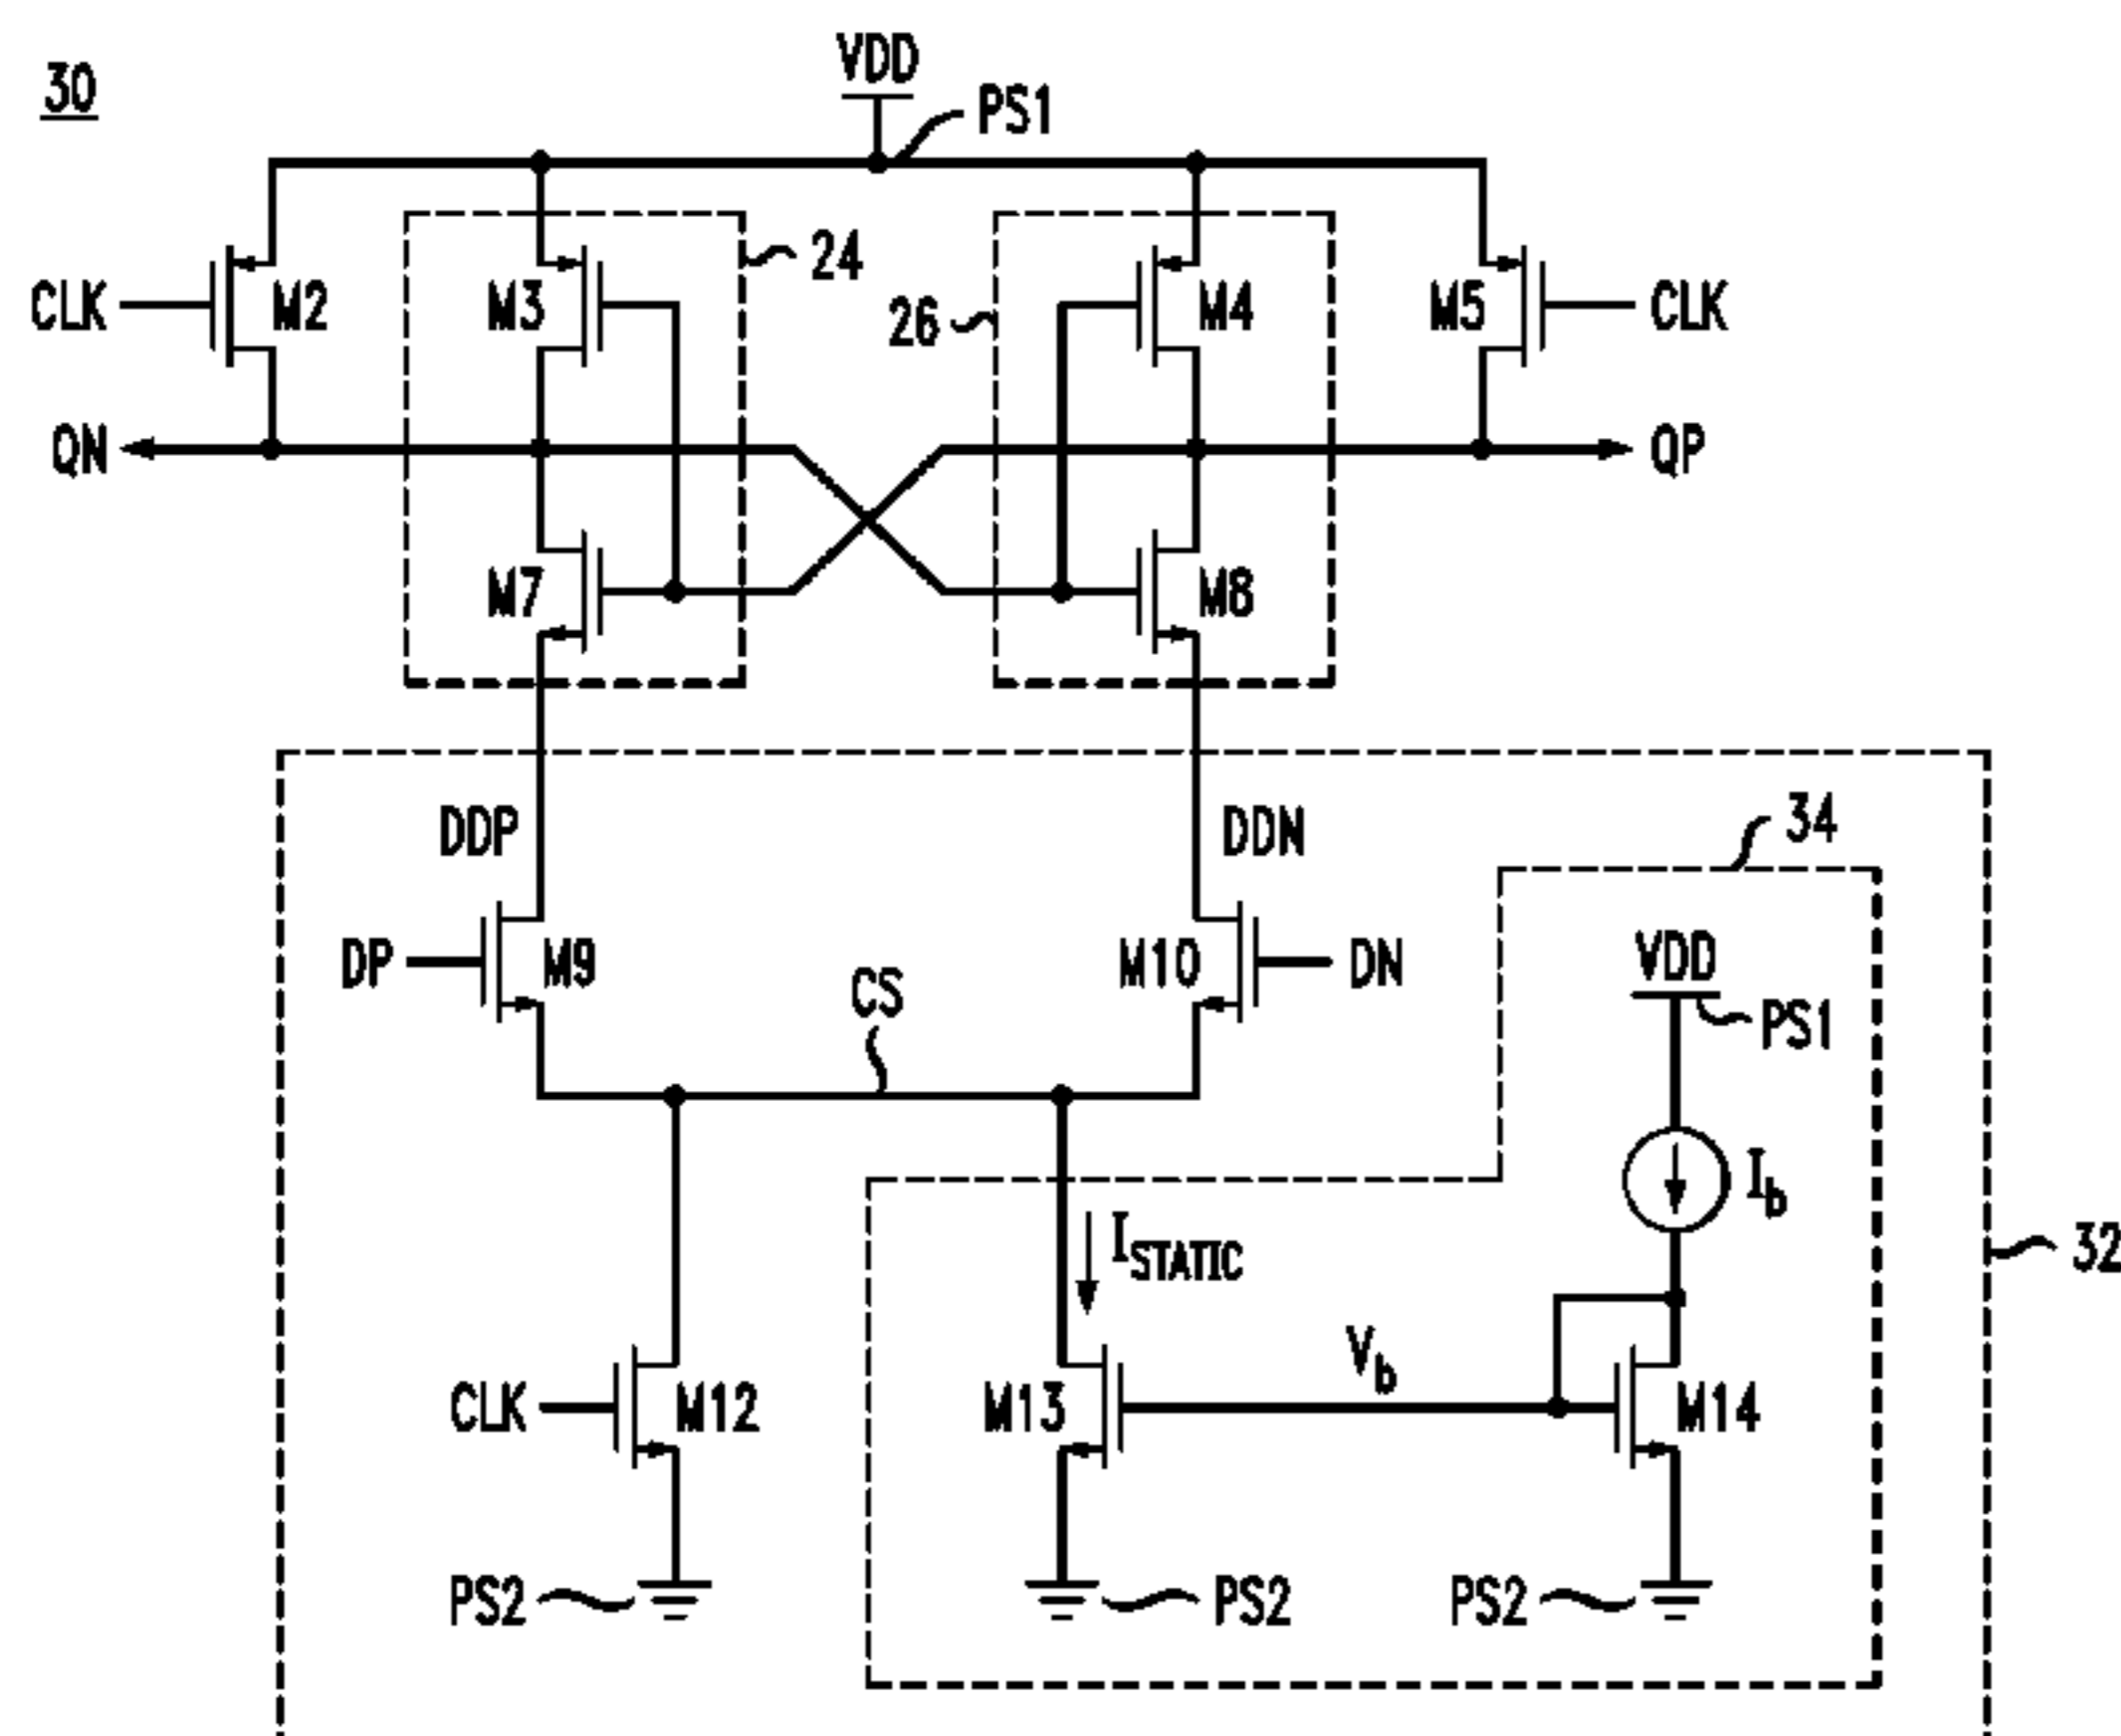 30
VDD
PS1
CLK
M2
M3
24
26
M4
M5
CLK
QN
QP
M7
M8
DDP
DDN
34
DP
M9
CS
M10
DN
VDD
PS1
Ib
32
ISTATIC
Vb
CLK
M12
M13
M14
PS2
PS2
PS2